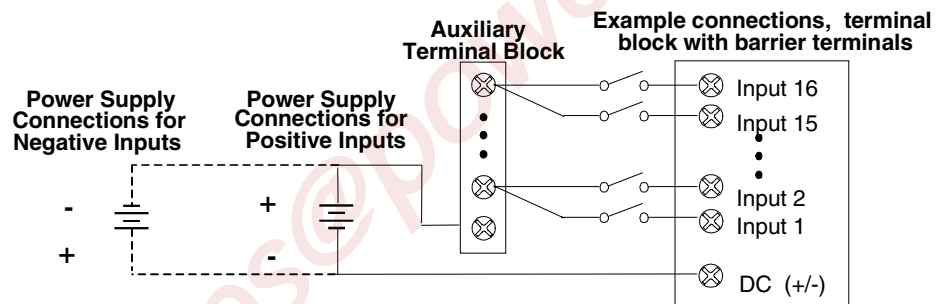 Auxiliary
Terminal Block
Example connections, terminal
block with barrier terminals
Power Supply
Connections for
Negative Inputs
Power Supply
Connections for
Positive Inputs
Input 16
Input 15
Input 2
Input 1
DC (+/-)
-
+
+
-